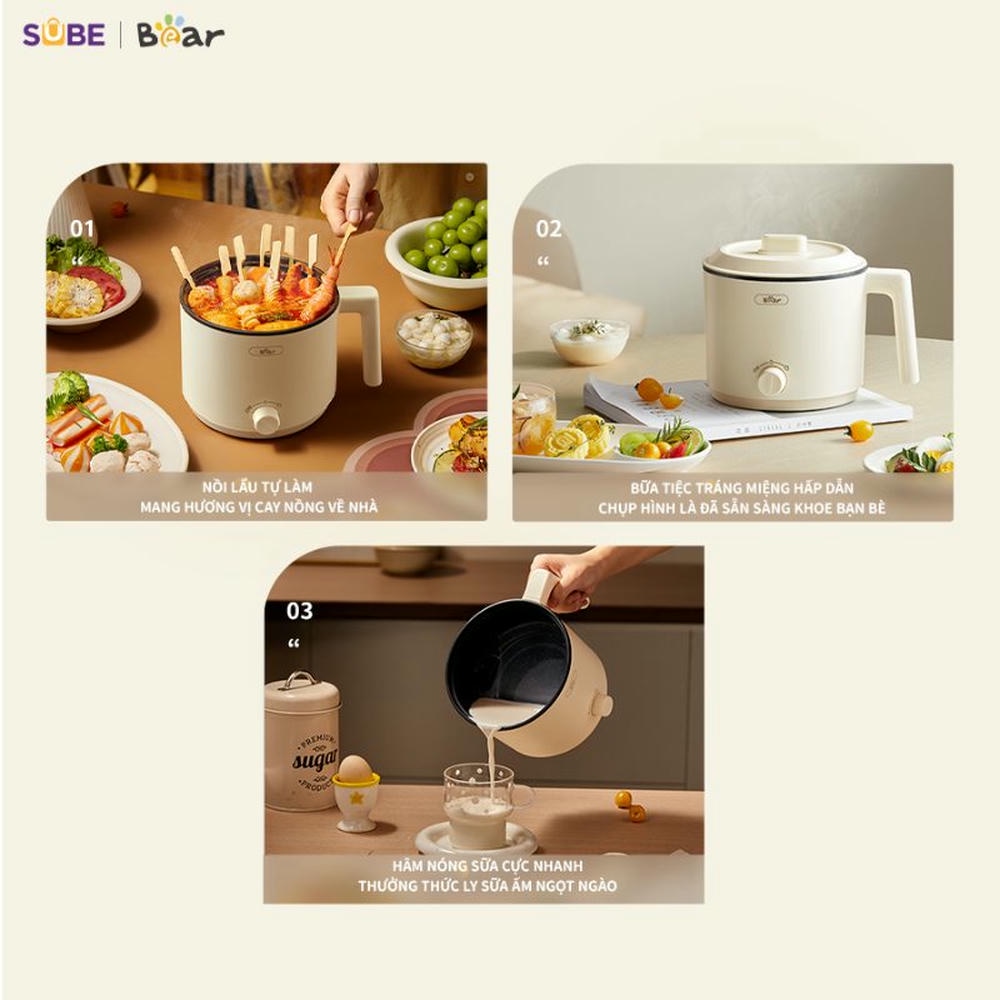 SUBE | Bear
01
“
Bear
NỒI LẨU TỰ LÀM
MANG HƯƠNG VỊ CAY NỒNG VỀ NHÀ
02
“
Bear
BỮA TIỆC TRÁNG MIỆNG HẤP DẪN
CHỤP HÌNH LÀ ĐÃ SẴN SÀNG KHOE BẠN BÈ
03
“
PREMIUM
sugar
PRODUCT
HÂM NÓNG SỮA CỰC NHANH
THƯỞNG THỨC LY SỮA ẤM NGỌT NGÀO